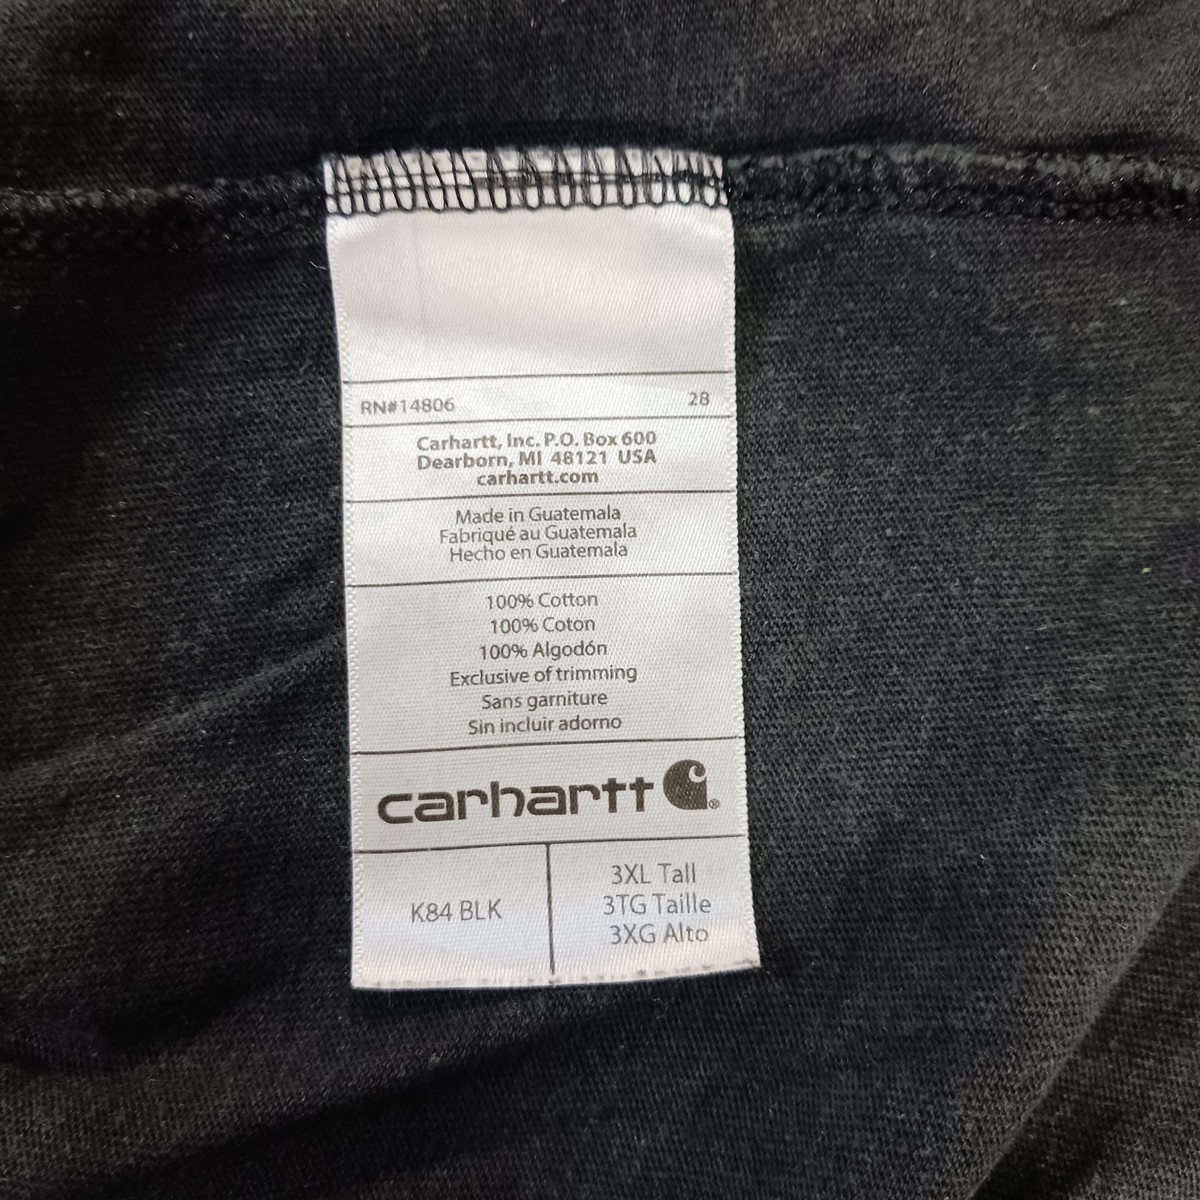 RN#14806 28
Carhartt, Inc. P.O. Box 600
Dearborn, MI 48121 USA
carhartt.com
Made in Guatemala
Fabriqué au Guatemala
Hecho en Guatemala
100% Cotton
100% Coton
100% Algodón
Exclusive of trimming
Sans garniture
Sin incluir adorno
carhartt ®
K84 BLK
3XL Tall
3TG Taille
3XG Alto